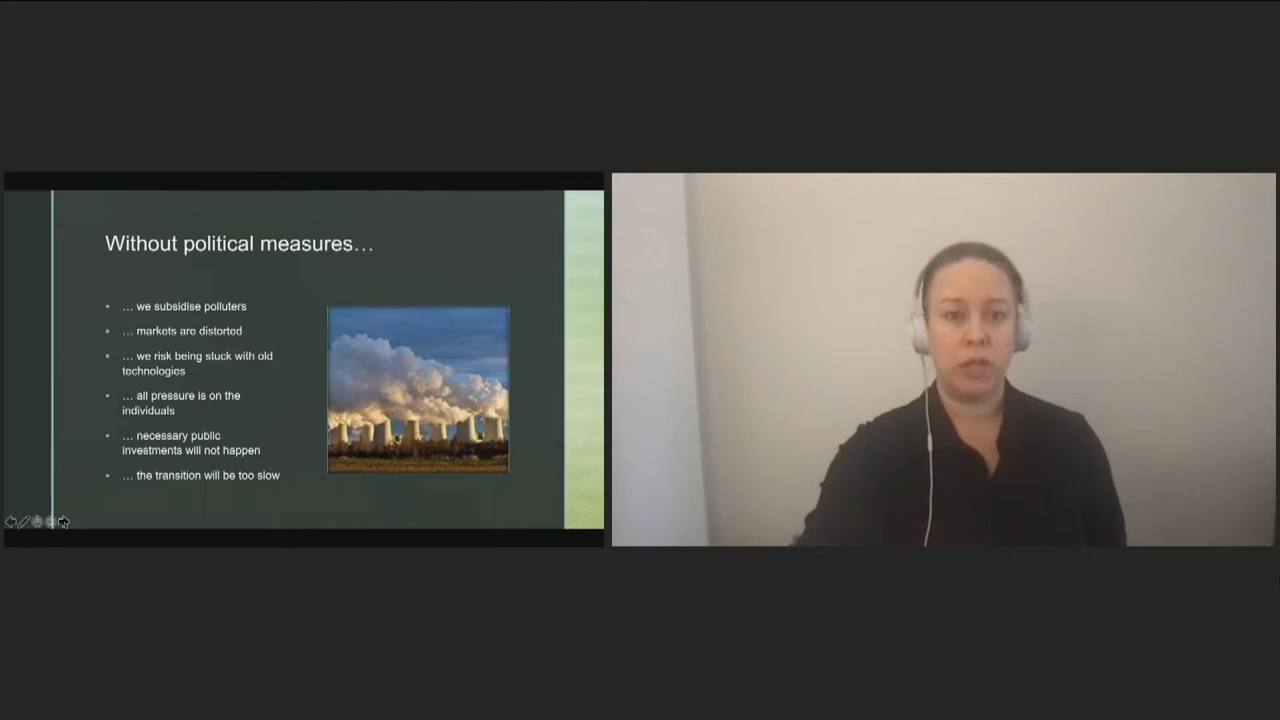 Without political measures…
… we subsidise polluters
… markets are distorted
… we risk being stuck with old
technologies
… all pressure is on the
individuals
… necessary public
investments will not happen
… the transition will be too slow